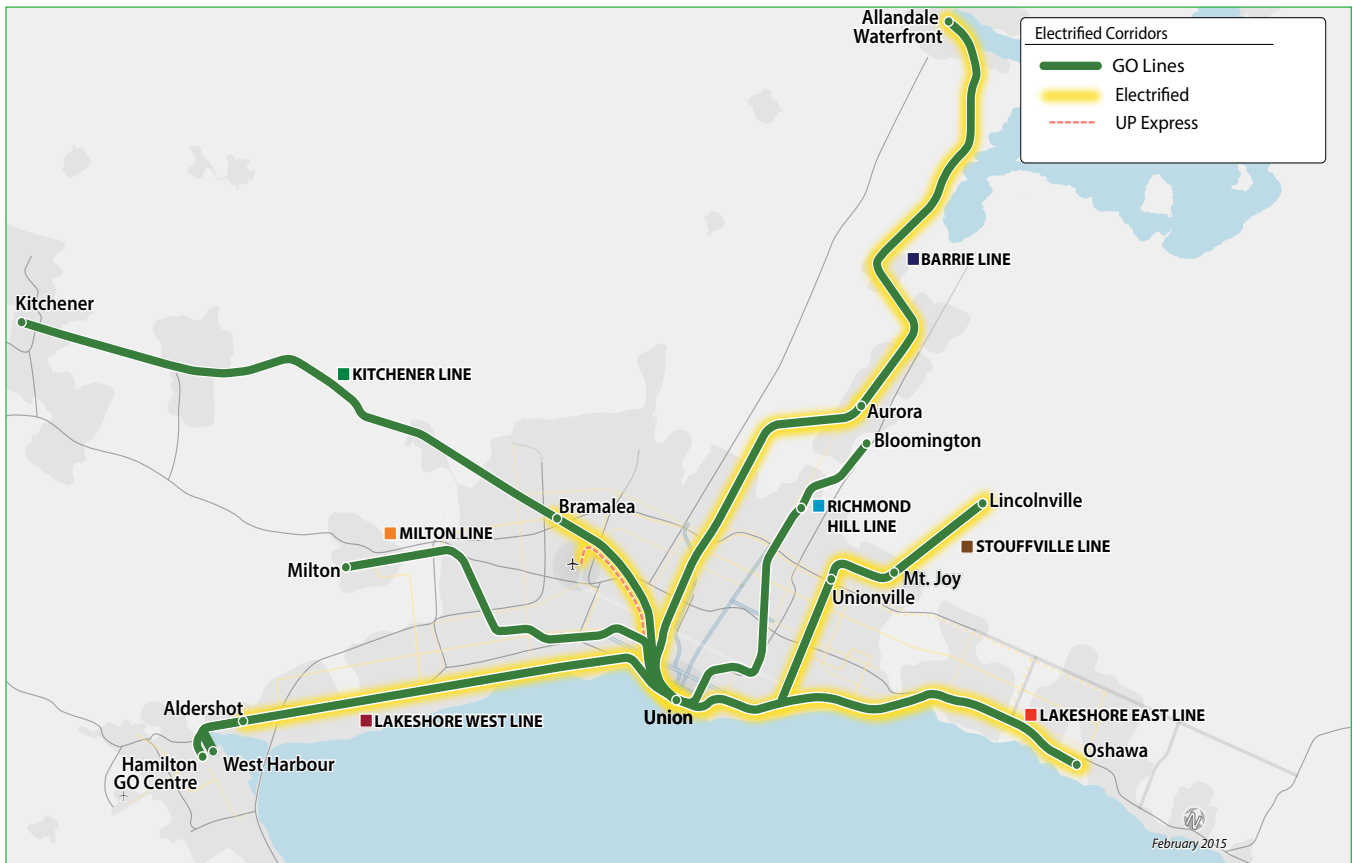 Allandale
Waterfront
Electrified Corridors
GO Lines
Electrified
UP Express
BARRIE LINE
Kitchener
KITCHENER LINE
Aurora
Bloomington
Bramalea
Lincolnville
RICHMOND
HILL LINE
MILTON LINE
STOUFFVILLE LINE
Milton
Mt. Joy
Unionville
Aldershot
LAKESHORE WEST LINE
Union
LAKESHORE EAST LINE
Oshawa
Hamilton
GO Centre
West Harbour
N
February 2015